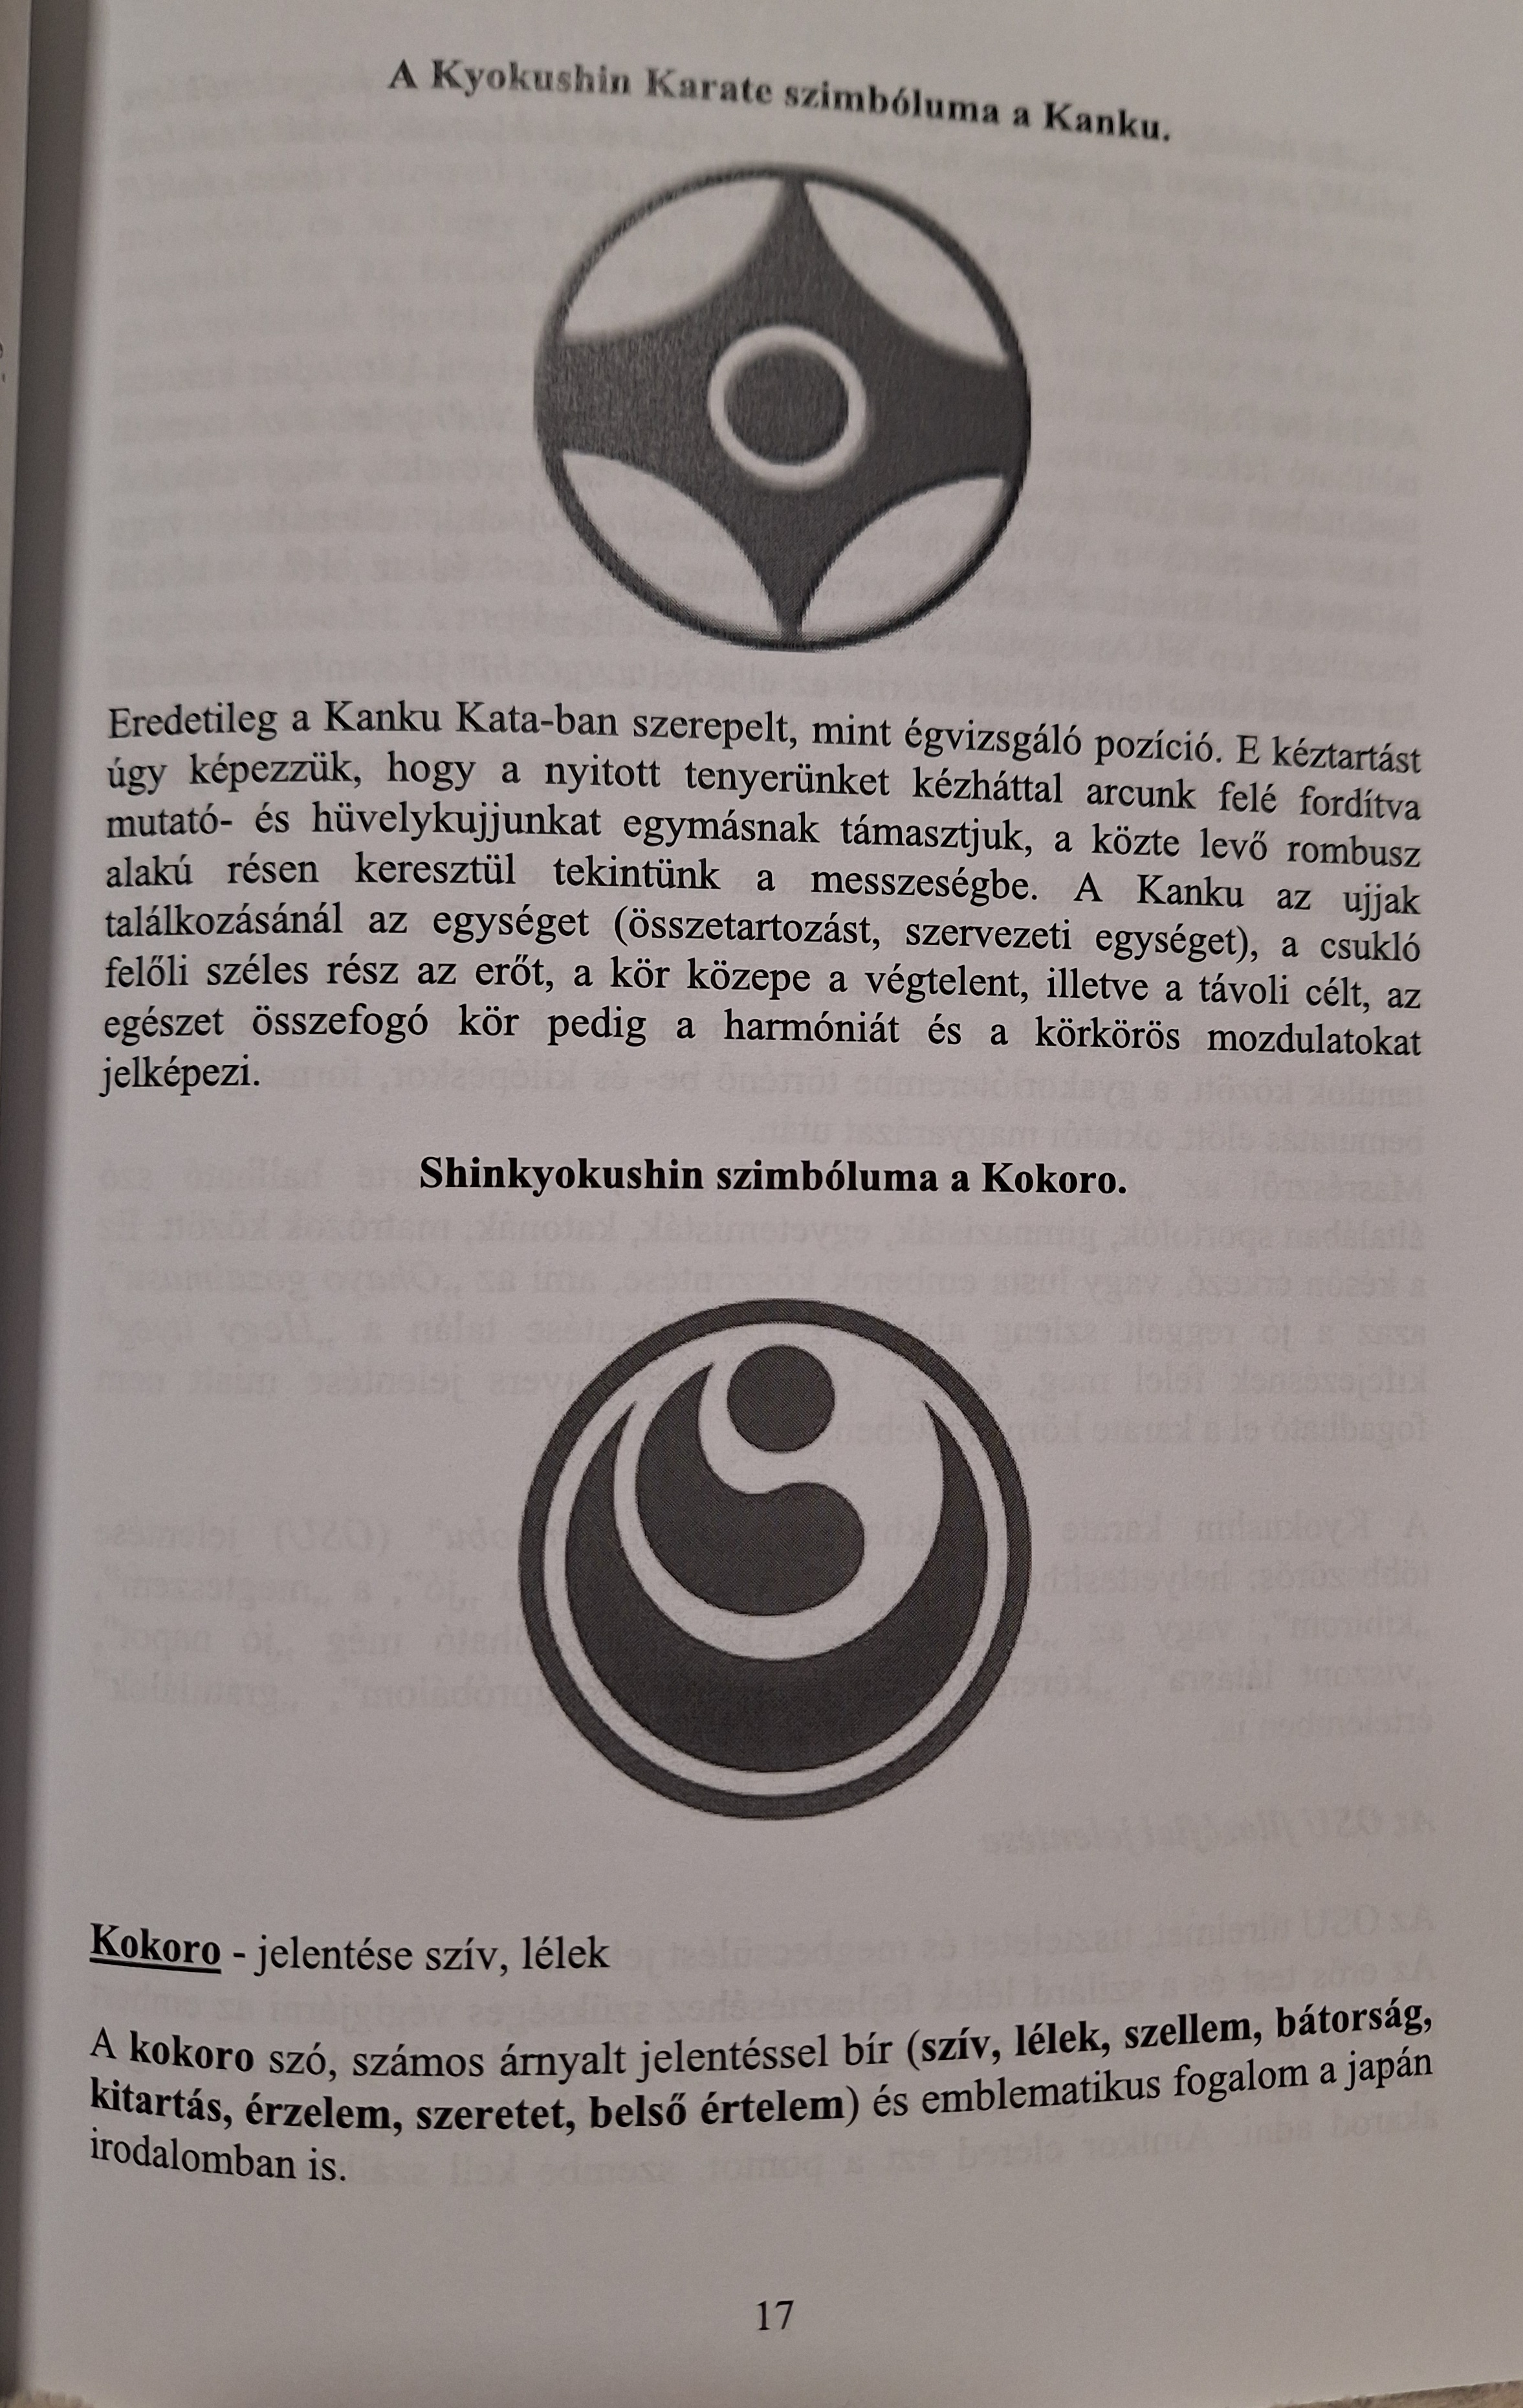 A Kyokushin Karate szimbóluma a Kanku.
Eredetileg a Kanku Kata-ban szerepelt, mint égvizsgáló pozíció. E kéztartást
úgy képezzük, hogy a nyitott tenyerünket kézháttal arcunk felé fordítva
mutató- és hüvelykujjunkat egymásnak támasztjuk, a közte levő rombusz
alakú résen keresztül tekintünk a messzeségbe. A Kanku az ujjak
találkozásánál az egységet (összetartozást, szervezeti egységet), a csukló
felőli széles rész az erőt, a kör közepe a végtelent, illetve a távoli célt, az
egészet összefogó kör pedig a harmóniát és a körkörös mozdulatokat
jelképezi.
Shinkyokushin szimbóluma a Kokoro.
Kokoro - jelentése szív, lélek
A kokoro szó, számos árnyalt jelentéssel bír (szív, lélek, szellem, bátorság,
kitartás, érzelem, szeretet, belső értelem) és emblematikus fogalom a japán
irodalomban is.
17